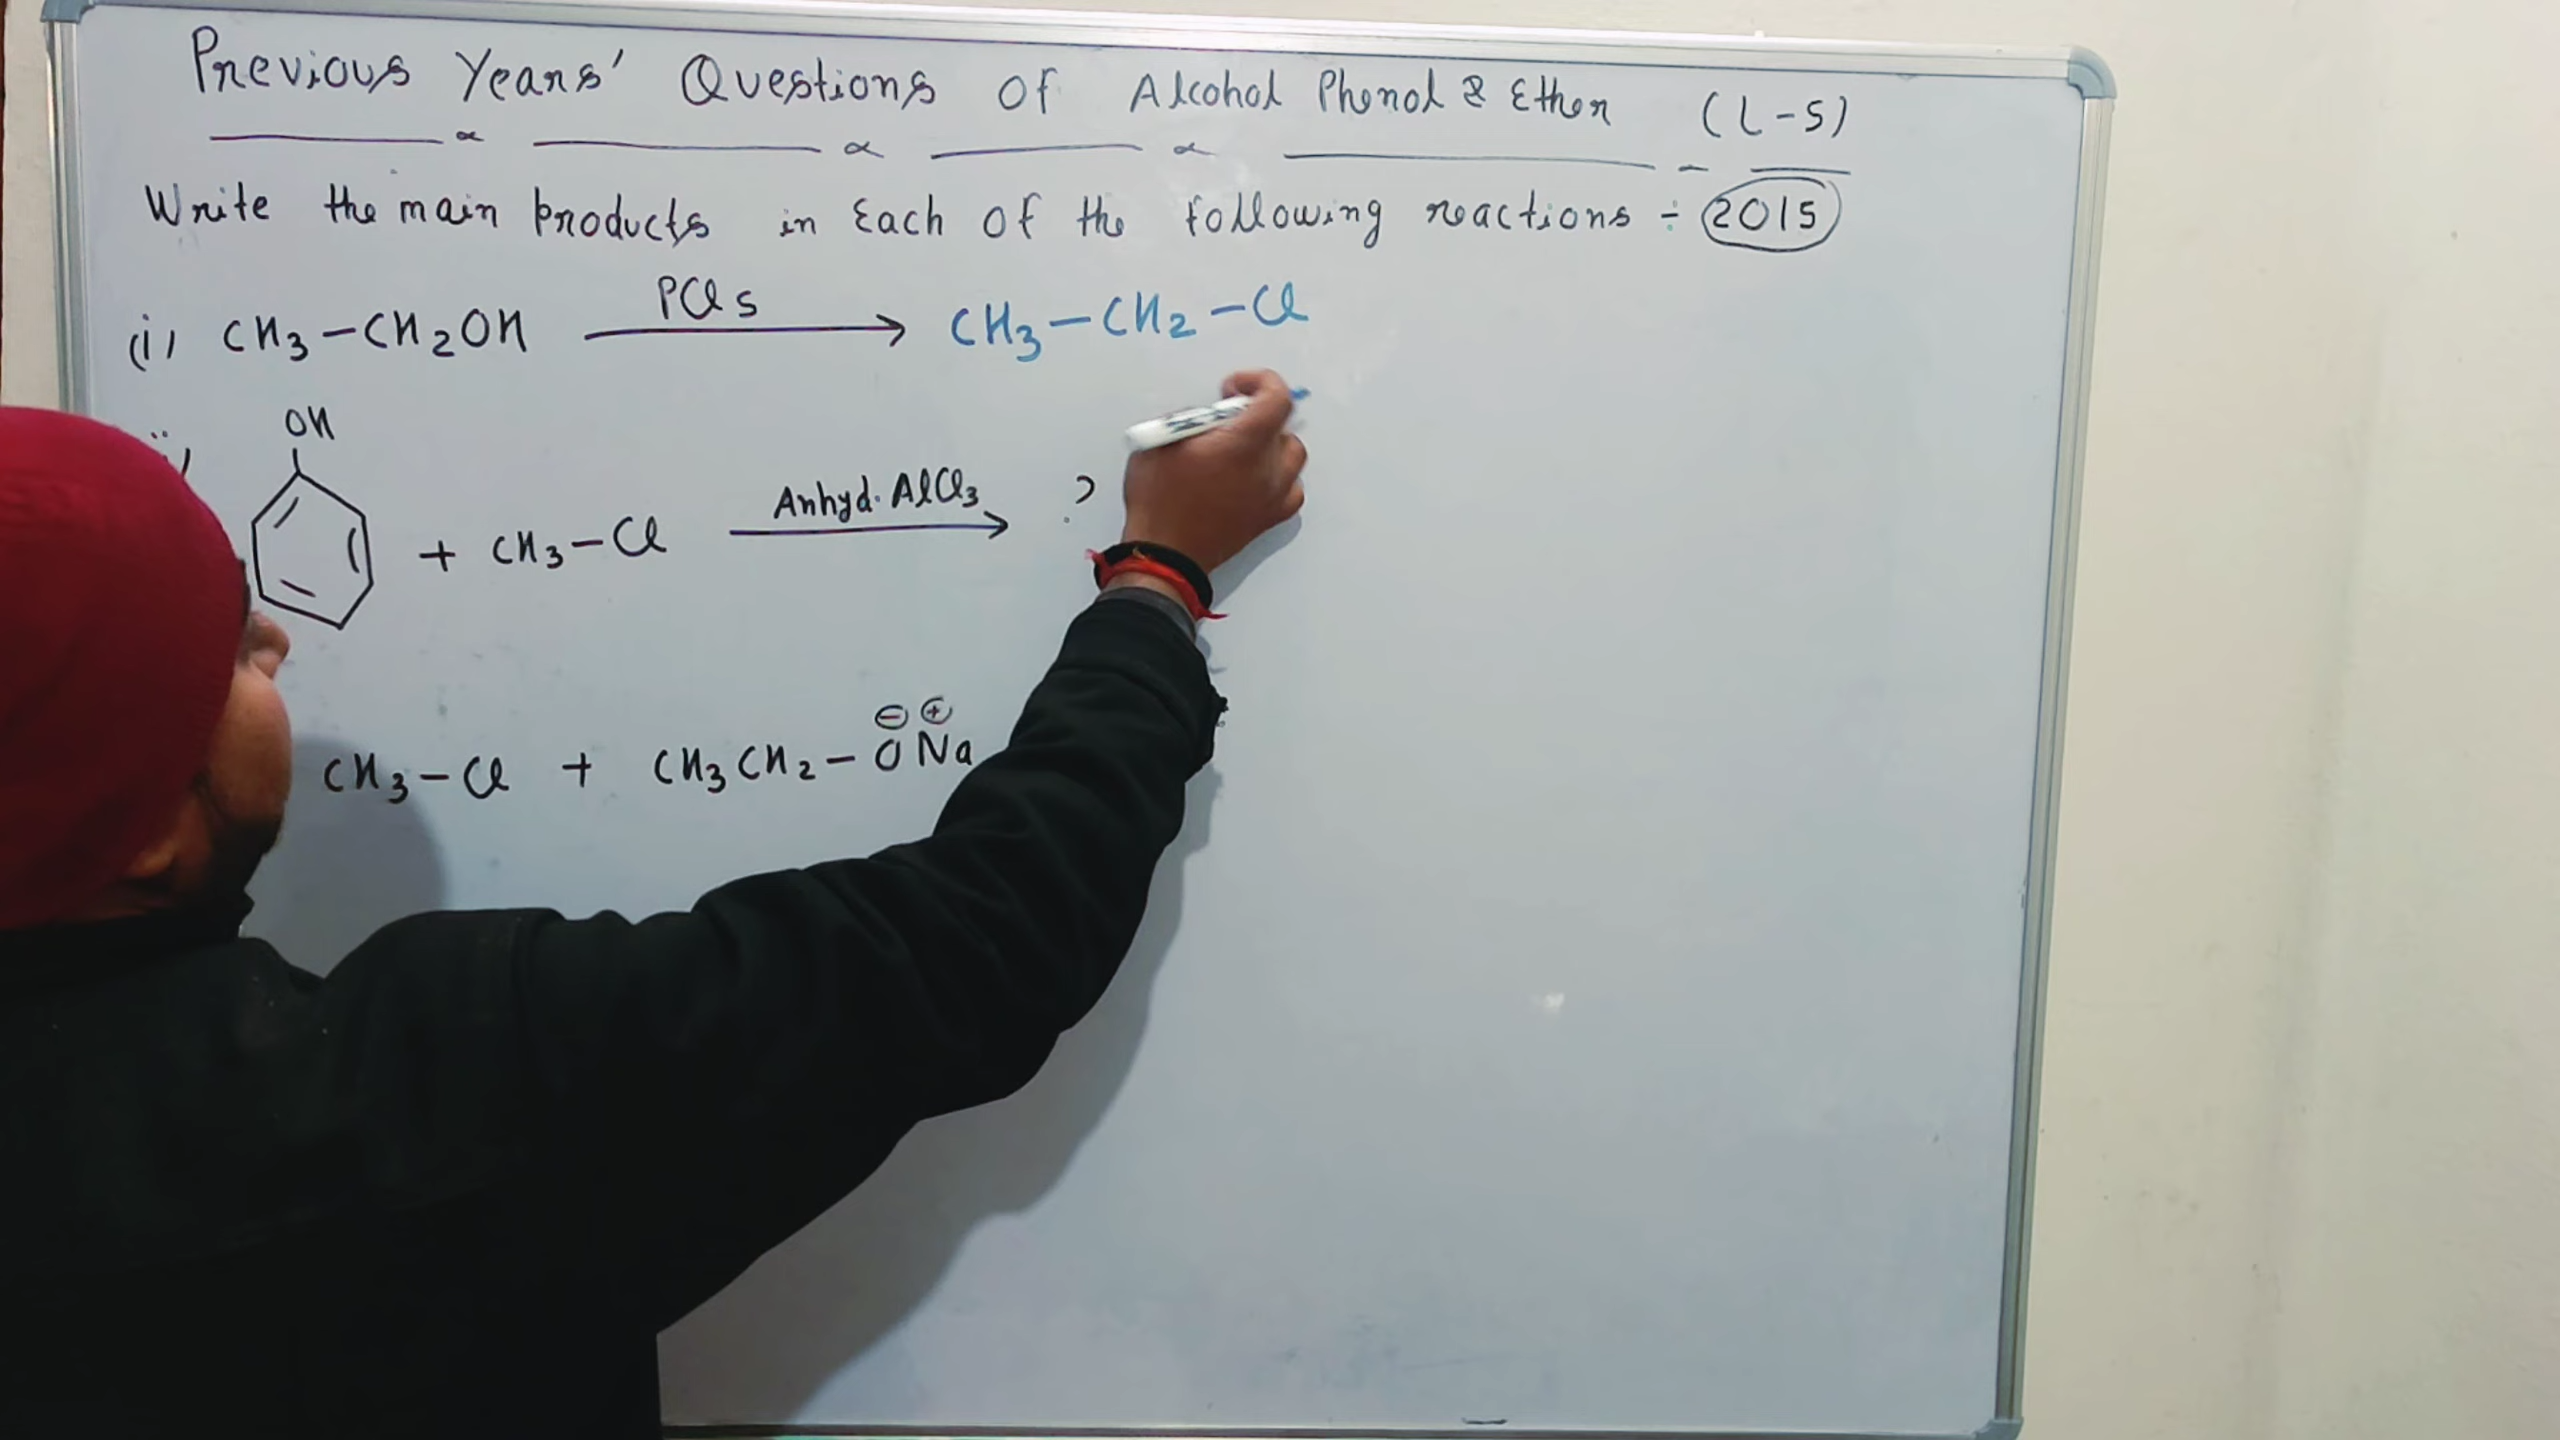 Previous Years' Questions Of Alcohol Phenol & Ether (L-5)
Write the main products in Each of the following reactions ÷ 2015
(i) CH3-CH2OH PCl5 → CH3-CH2-Cl
OH
+ CH3-Cl Anhyd. AlCl3 → ?
CH3-Cl + CH3CH2-O⊖Na⊕